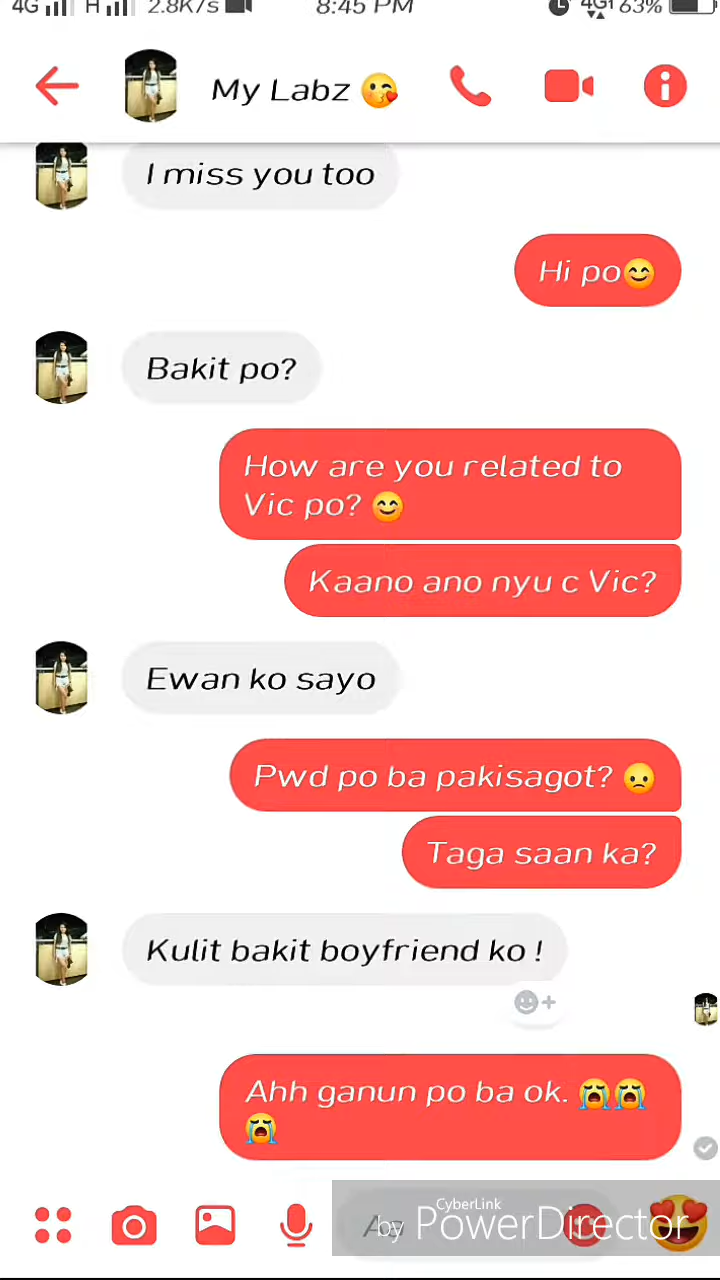 4G H 2.8K/s 8:45 PM 4G 63%
My Labz 😘
I miss you too
Hi po😊
Bakit po?
How are you related to
Vic po? 😊
Kaano ano nyu c Vic?
Ewan ko sayo
Pwd po ba pakisagot? 🙁
Taga saan ka?
Kulit bakit boyfriend ko !
Ahh ganun po ba ok. 😭😭
😭
Aa
CyberLink
by PowerDirector